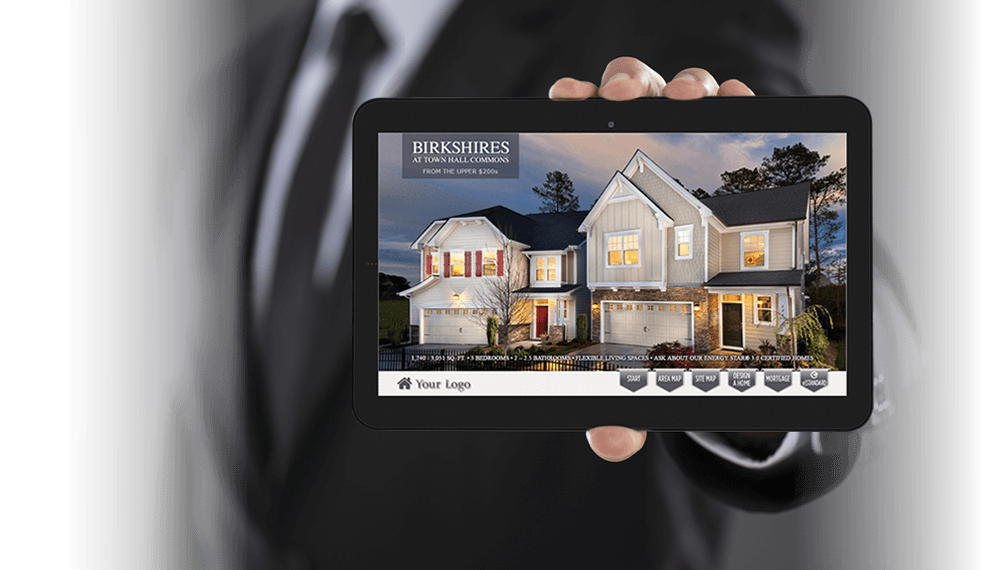 BIRKSHIRES
AT TOWN HALL COMMONS
FROM THE UPPER $200s
1,740 - 3,051 SQ. FT. • 3 BEDROOMS • 2 – 2.5 BATHROOMS • FLEXIBLE LIVING SPACES • ASK ABOUT OUR ENERGY STAR® 3.0 CERTIFIED HOMES
Your Logo
START
AREA MAP
SITE MAP
DESIGN
A HOME
MORTGAGE
eSTANDARD